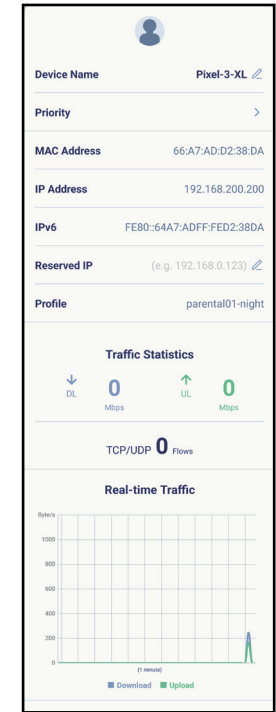 Device Name Pixel-3-XL
Priority
MAC Address 66:A7:AD:D2:38:DA
IP Address 192.168.200.200
IPv6 FE80::64A7:ADFF:FED2:38DA
Reserved IP (e.g. 192.168.0.123)
Profile parental01-night
Traffic Statistics
DL 0 Mbps UL 0 Mbps
TCP/UDP 0 Flows
Real-time Traffic
Byte/s
1000
800
600
400
200
0
(1 minute)
Download Upload